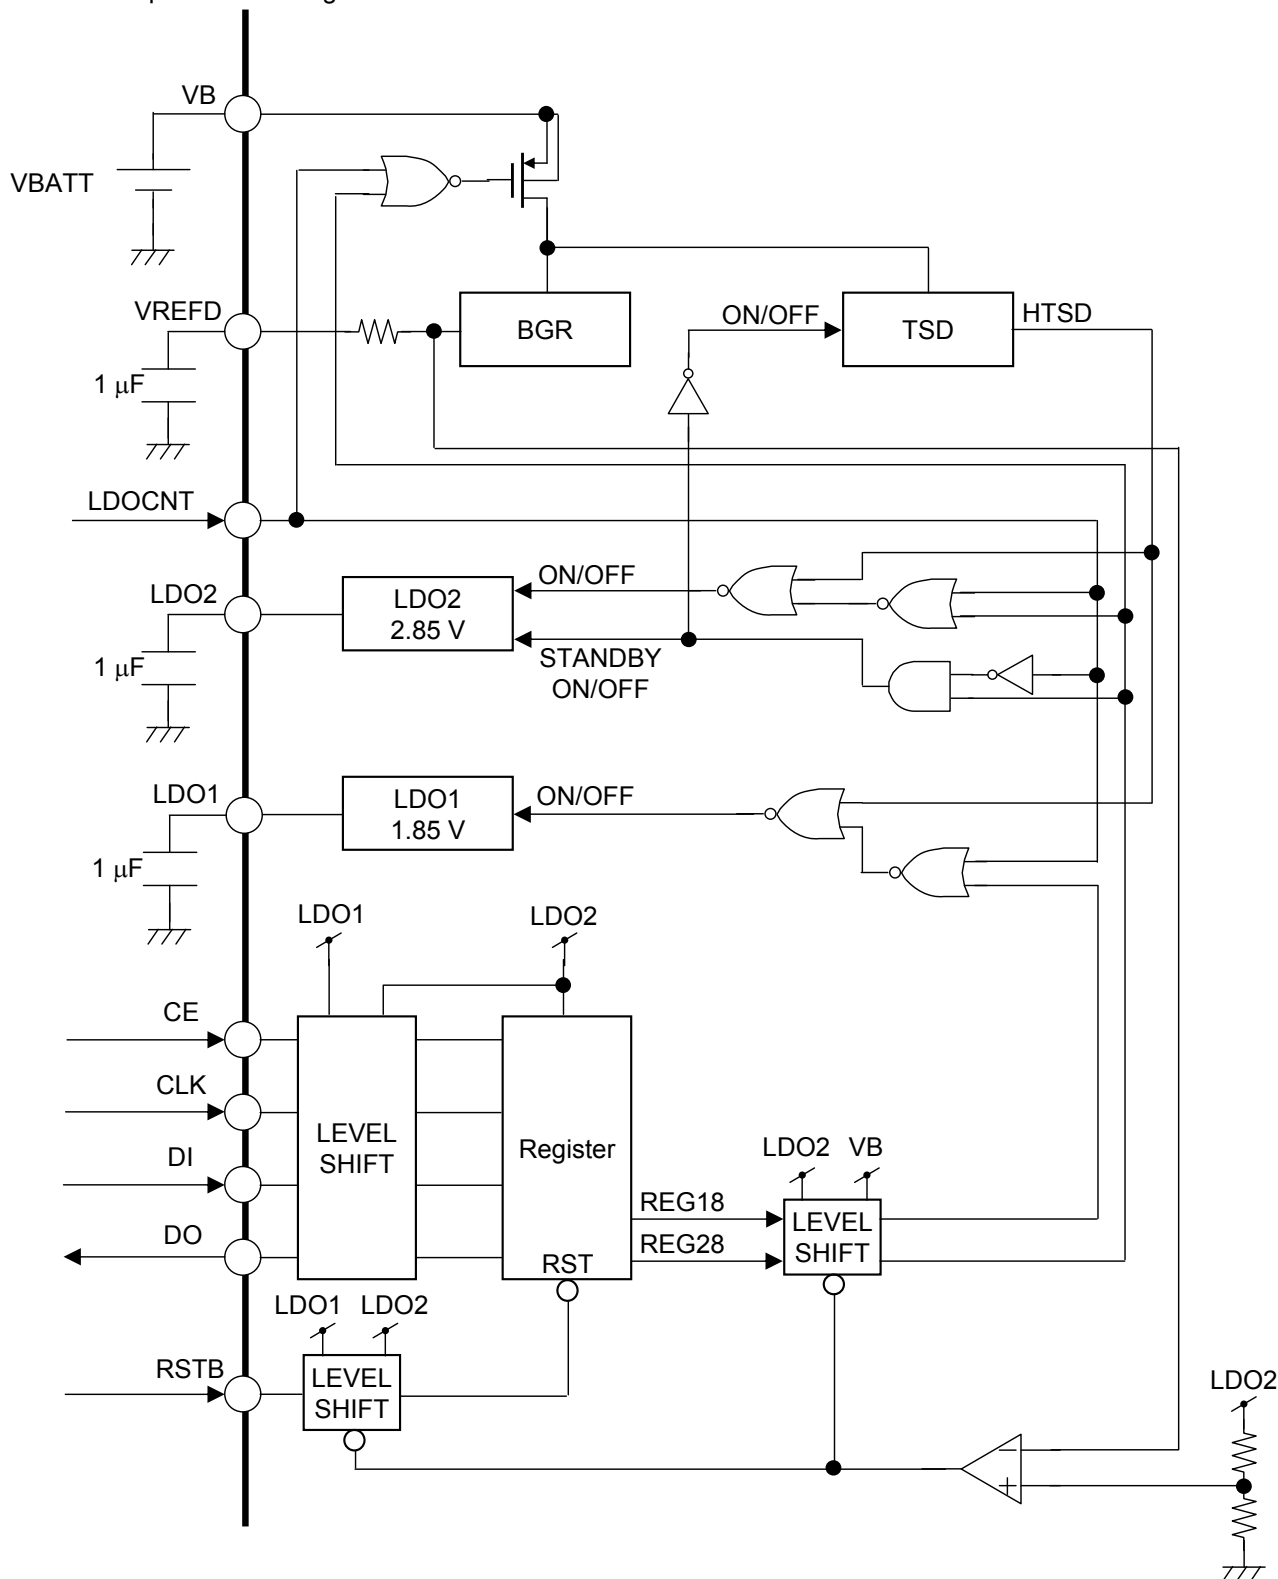 VB
VBATT
VREFD
BGR
ON/OFF
TSD
HTSD
1 μF
LDOCNT
LDO2
LDO2
2.85 V
ON/OFF
STANDBY
ON/OFF
1 μF
LDO1
LDO1
1.85 V
ON/OFF
1 μF
LDO1
LDO2
CE
CLK
DI
DO
LEVEL
SHIFT
Register
RST
REG18
REG28
LDO2
VB
LEVEL
SHIFT
LDO1
LDO2
RSTB
LEVEL
SHIFT
LDO2
−
+